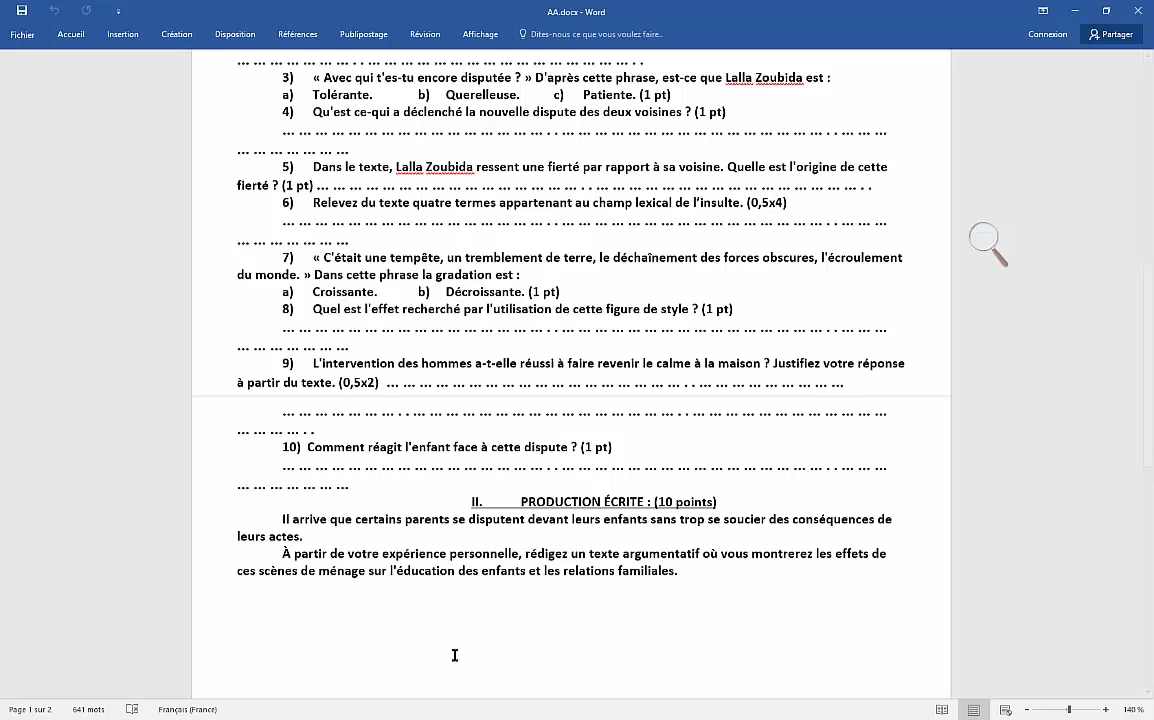 AA.docx - Word
Fichier Accueil Insertion Création Disposition Références Publipostage Révision Affichage Dites-nous ce que vous voulez faire.. Connexion Partager
... ... ... ... ... ... ... . . ... ... ... ... ... ... ... ... ... ... ... ... ... ... ... ... . .
3) « Avec qui t'es-tu encore disputée ? » D'après cette phrase, est-ce que Lalla Zoubida est :
a) Tolérante. b) Querelleuse. c) Patiente. (1 pt)
4) Qu'est ce-qui a déclenché la nouvelle dispute des deux voisines ? (1 pt)
... ... ... ... ... ... ... ... ... ... ... ... ... ... ... ... . . ... ... ... ... ... ... ... ... ... ... ... ... ... ... ... ... . . ... ... ...
... ... ... ... ... ... ...
5) Dans le texte, Lalla Zoubida ressent une fierté par rapport à sa voisine. Quelle est l'origine de cette
fierté ? (1 pt) ... ... ... ... ... ... ... ... ... ... ... ... ... ... ... ... . . ... ... ... ... ... ... ... ... ... ... ... ... ... ... ... ... . .
6) Relevez du texte quatre termes appartenant au champ lexical de l’insulte. (0,5x4)
... ... ... ... ... ... ... ... ... ... ... ... ... ... ... ... . . ... ... ... ... ... ... ... ... ... ... ... ... ... ... ... ... . . ... ... ...
... ... ... ... ... ... ...
7) « C'était une tempête, un tremblement de terre, le déchaînement des forces obscures, l'écroulement
du monde. » Dans cette phrase la gradation est :
a) Croissante. b) Décroissante. (1 pt)
8) Quel est l'effet recherché par l'utilisation de cette figure de style ? (1 pt)
... ... ... ... ... ... ... ... ... ... ... ... ... ... ... ... . . ... ... ... ... ... ... ... ... ... ... ... ... ... ... ... ... . . ... ... ...
... ... ... ... ... ... ...
9) L'intervention des hommes a-t-elle réussi à faire revenir le calme à la maison ? Justifiez votre réponse
à partir du texte. (0,5x2) ... ... ... ... ... ... ... ... ... ... ... ... ... ... ... ... ... ... . . ... ... ... ... ... ... ... ... ...
... ... ... ... ... ... ... . . ... ... ... ... ... ... ... ... ... ... ... ... ... ... ... ... . . ... ... ... ... ... ... ... ... ... ... ... ...
... ... ... ... . .
10) Comment réagit l'enfant face à cette dispute ? (1 pt)
... ... ... ... ... ... ... ... ... ... ... ... ... ... ... ... . . ... ... ... ... ... ... ... ... ... ... ... ... ... ... ... ... . . ... ... ...
... ... ... ... ... ... ...
II. PRODUCTION ÉCRITE : (10 points)
Il arrive que certains parents se disputent devant leurs enfants sans trop se soucier des conséquences de
leurs actes.
À partir de votre expérience personnelle, rédigez un texte argumentatif où vous montrerez les effets de
ces scènes de ménage sur l'éducation des enfants et les relations familiales.
Page 1 sur 2 641 mots Français (France) 140 %